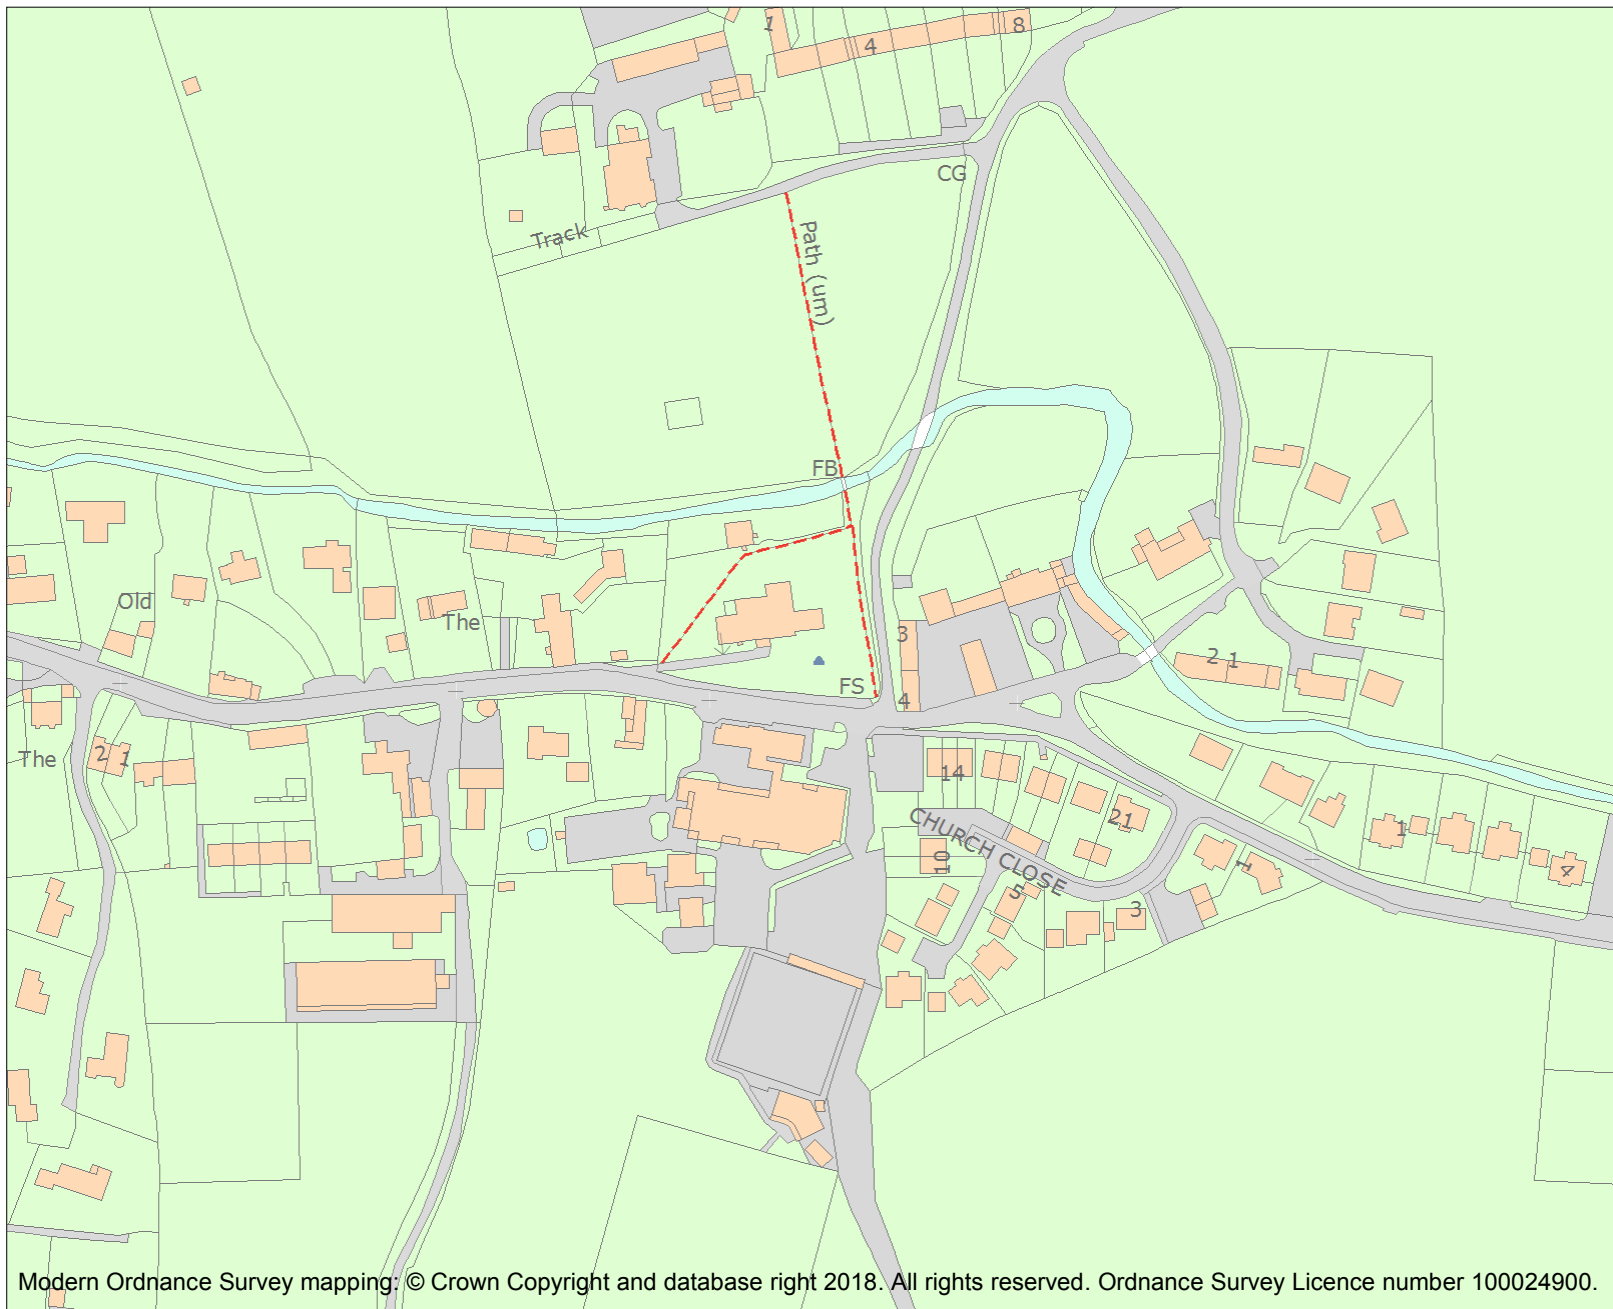 1
4
8
CG
Track
Path (um)
FB
Old
The
3
2 1
FS
4
The
2 1
14
21
CHURCH CLOSE
1
10
1
4
5
3
Modern Ordnance Survey mapping: © Crown Copyright and database right 2018. All rights reserved. Ordnance Survey Licence number 100024900.